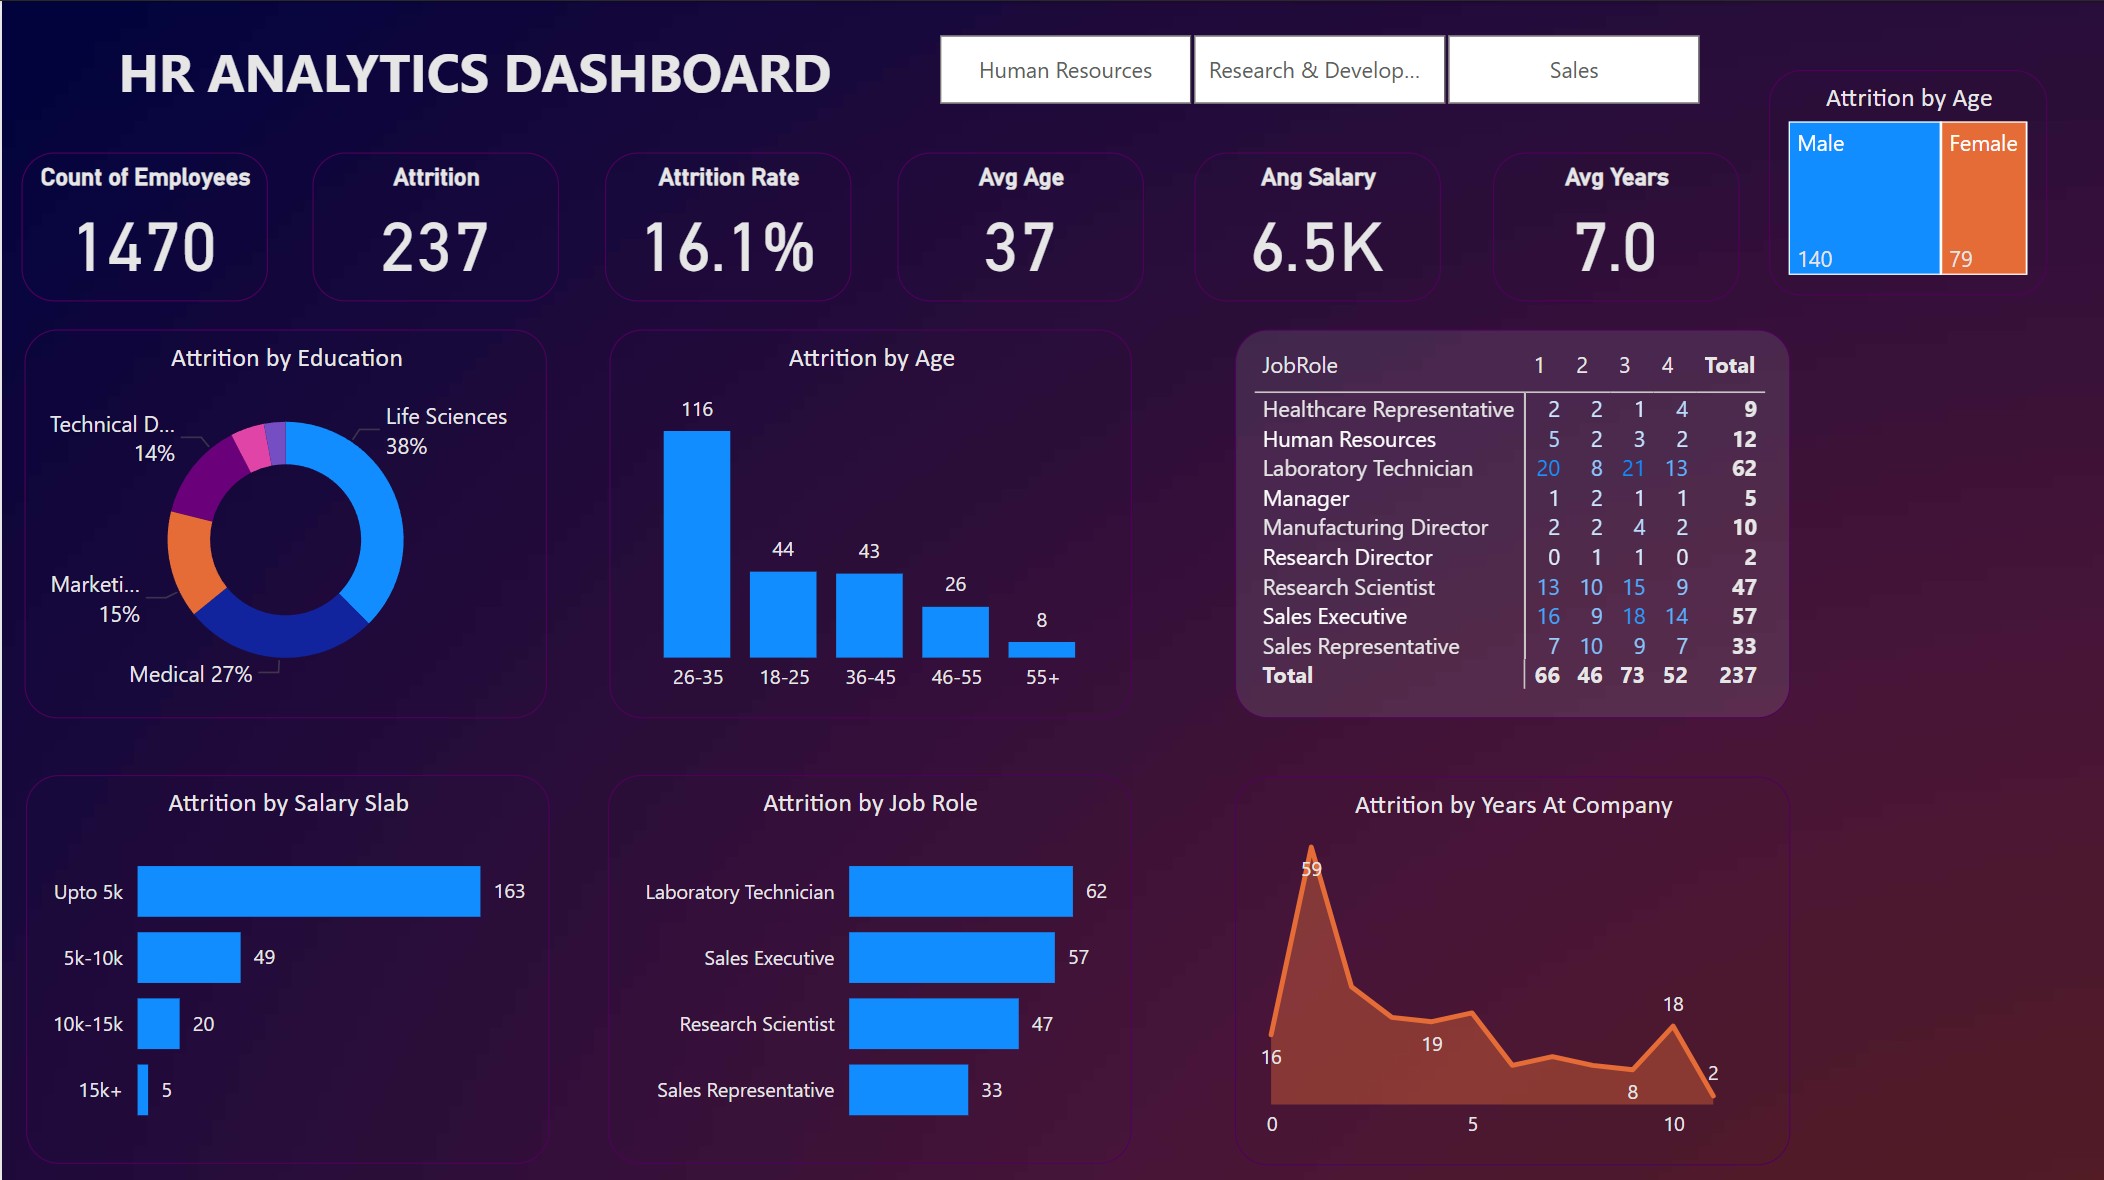 HR ANALYTICS DASHBOARD
Human Resources
Research & Develop...
Sales
Count of Employees
1470
Attrition
237
Attrition Rate
16.1%
Avg Age
37
Ang Salary
6.5K
Avg Years
7.0
Attrition by Age
Male
Female
140
79
Attrition by Education
Life Sciences
38%
Technical D...
14%
Marketi...
15%
Medical 27%
Attrition by Age
116
44
43
26
8
26-35 18-25 36-45 46-55 55+
JobRole 1 2 3 4 Total
Healthcare Representative 2 2 1 4 9
Human Resources 5 2 3 2 12
Laboratory Technician 20 8 21 13 62
Manager 1 2 1 1 5
Manufacturing Director 2 2 4 2 10
Research Director 0 1 1 0 2
Research Scientist 13 10 15 9 47
Sales Executive 16 9 18 14 57
Sales Representative 7 10 9 7 33
Total 66 46 73 52 237
Attrition by Salary Slab
Upto 5k 163
5k-10k 49
10k-15k 20
15k+ 5
Attrition by Job Role
Laboratory Technician 62
Sales Executive 57
Research Scientist 47
Sales Representative 33
Attrition by Years At Company
59
18
16
19
2
8
0 5 10